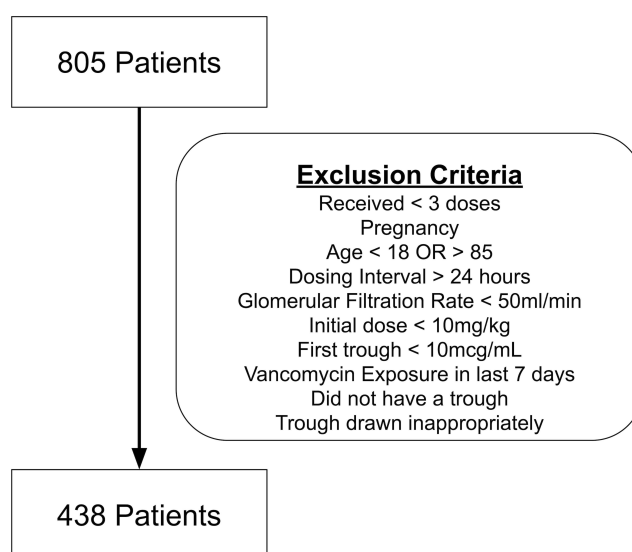 805 Patients
Exclusion Criteria
Received < 3 doses
Pregnancy
Age < 18 OR > 85
Dosing Interval > 24 hours
Glomerular Filtration Rate < 50ml/min
Initial dose < 10mg/kg
First trough < 10mcg/mL
Vancomycin Exposure in last 7 days
Did not have a trough
Trough drawn inappropriately
438 Patients